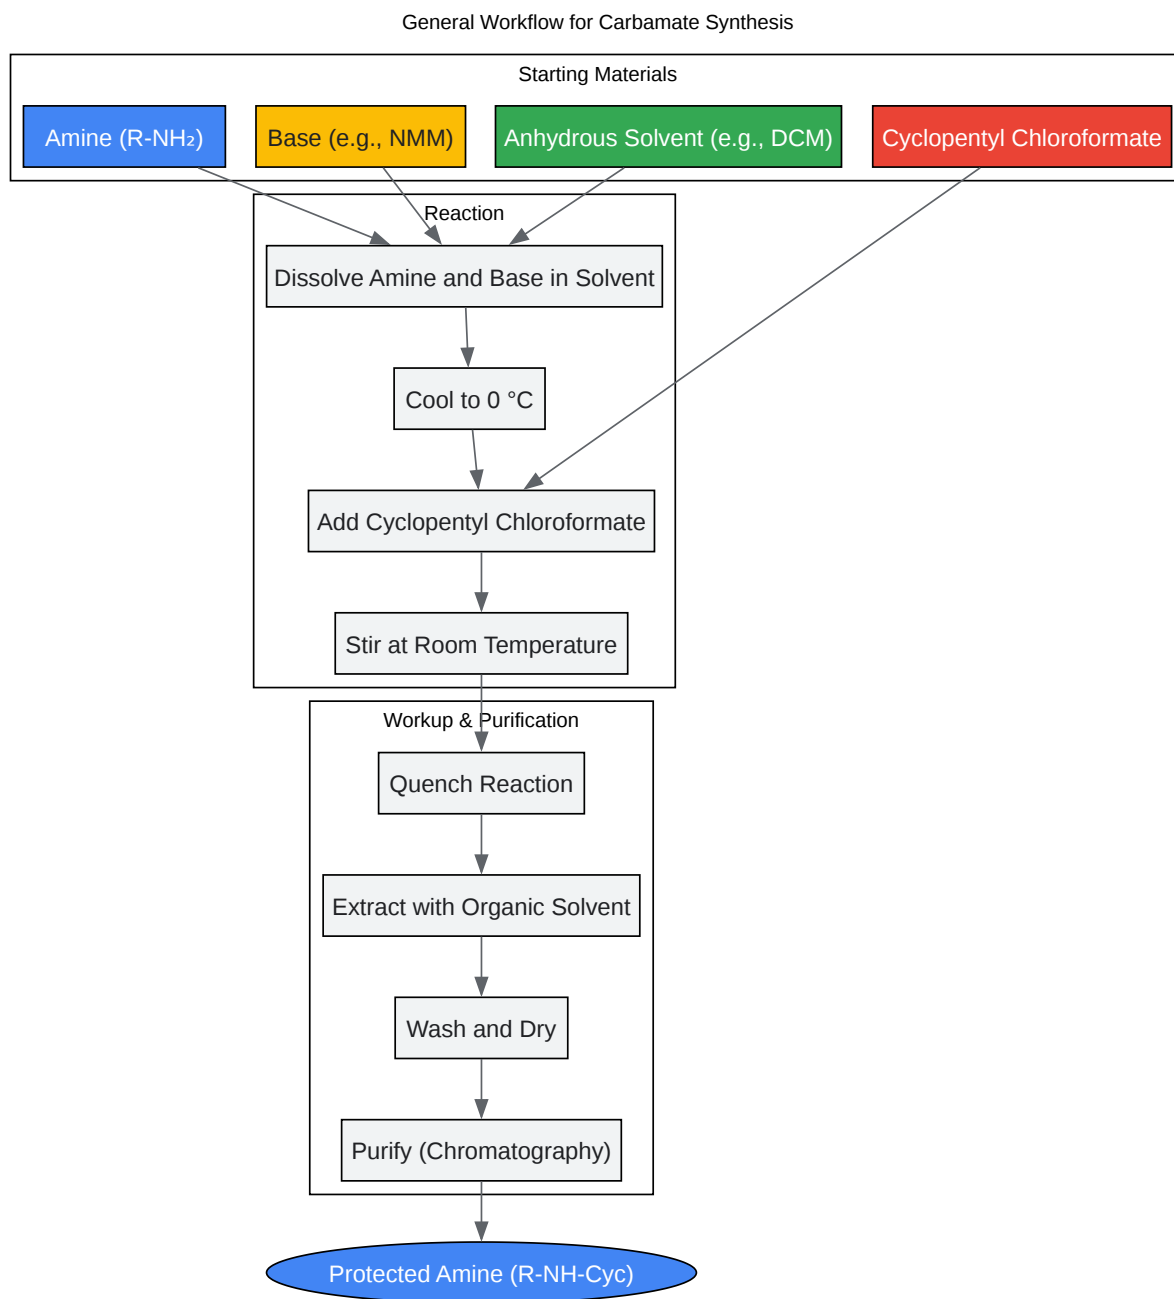 General Workflow for Carbamate Synthesis
Starting Materials
Amine (R-NH₂)
Base (e.g., NMM)
Anhydrous Solvent (e.g., DCM)
Cyclopentyl Chloroformate
Reaction
Dissolve Amine and Base in Solvent
Cool to 0 °C
Add Cyclopentyl Chloroformate
Stir at Room Temperature
Workup & Purification
Quench Reaction
Extract with Organic Solvent
Wash and Dry
Purify (Chromatography)
Protected Amine (R-NH-Cyc)